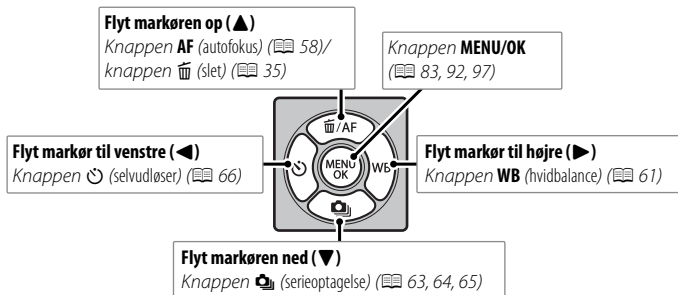 Flyt markøren op (▲)
Knappen AF (autofokus) (📖 58)/
knappen 🗑 (slet) (📖 35)
Knappen MENU/OK
(📖 83, 92, 97)
🗑/AF
Flyt markør til venstre (◀)
Knappen (selvudløser) (📖 66)
MENU
OK
WB
Flyt markør til højre (▶)
Knappen WB (hvidbalance) (📖 61)
Flyt markøren ned (▼)
Knappen (serieoptagelse) (📖 63, 64, 65)